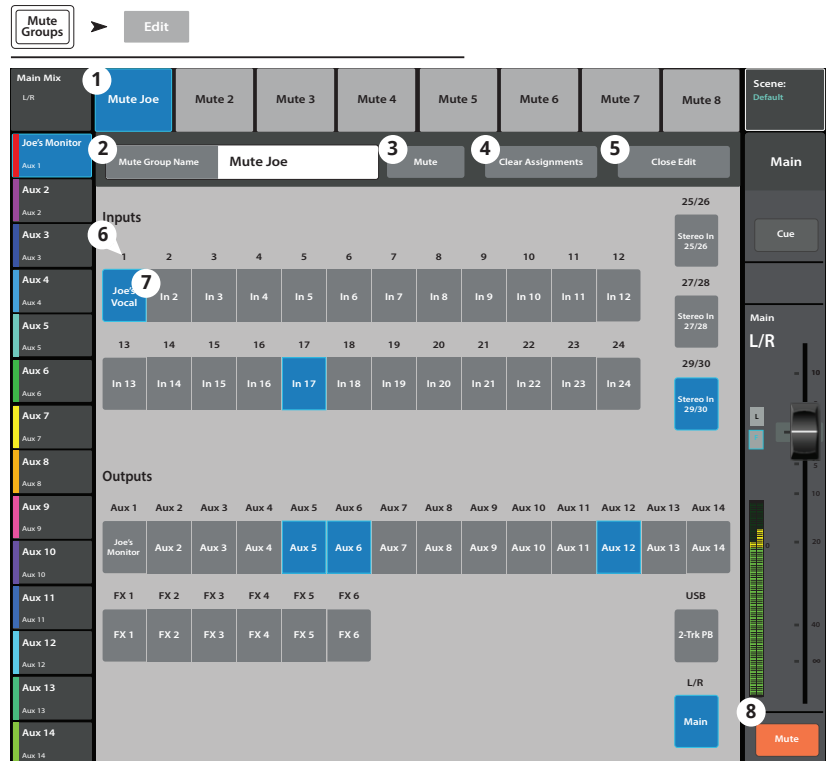 Mute Groups
Edit
Main Mix
L/R
1
Mute Joe
Mute 2
Mute 3
Mute 4
Mute 5
Mute 6
Mute 7
Mute 8
Scene:
Default
Joe's Monitor
Aux 1
2
Mute Group Name
Mute Joe
3
Mute
4
Clear Assignments
5
Close Edit
Main
Aux 2
Aux 2
Aux 3
Aux 3
Aux 4
Aux 4
Aux 5
Aux 5
Aux 6
Aux 6
Aux 7
Aux 7
Aux 8
Aux 8
Aux 9
Aux 9
Aux 10
Aux 10
Aux 11
Aux 11
Aux 12
Aux 12
Aux 13
Aux 13
Aux 14
Aux 14
Inputs
6
1 2 3 4 5 6 7 8 9 10 11 12
7
Joe's Vocal
In 2 In 3 In 4 In 5 In 6 In 7 In 8 In 9 In 10 In 11 In 12
13 14 15 16 17 18 19 20 21 22 23 24
In 13 In 14 In 15 In 16 In 17 In 18 In 19 In 20 In 21 In 22 In 23 In 24
25/26
Stereo In
25/26
27/28
Stereo In
27/28
29/30
Stereo In
29/30
Outputs
Aux 1 Aux 2 Aux 3 Aux 4 Aux 5 Aux 6 Aux 7 Aux 8 Aux 9 Aux 10 Aux 11 Aux 12 Aux 13 Aux 14
Joe's Monitor
Aux 2 Aux 3 Aux 4 Aux 5 Aux 6 Aux 7 Aux 8 Aux 9 Aux 10 Aux 11 Aux 12 Aux 13 Aux 14
FX 1 FX 2 FX 3 FX 4 FX 5 FX 6
FX 1 FX 2 FX 3 FX 4 FX 5 FX 6
USB
2-Trk PB
L/R
Main
Cue
Main
L/R
10
L
5
10
0
20
40
∞
8
Mute